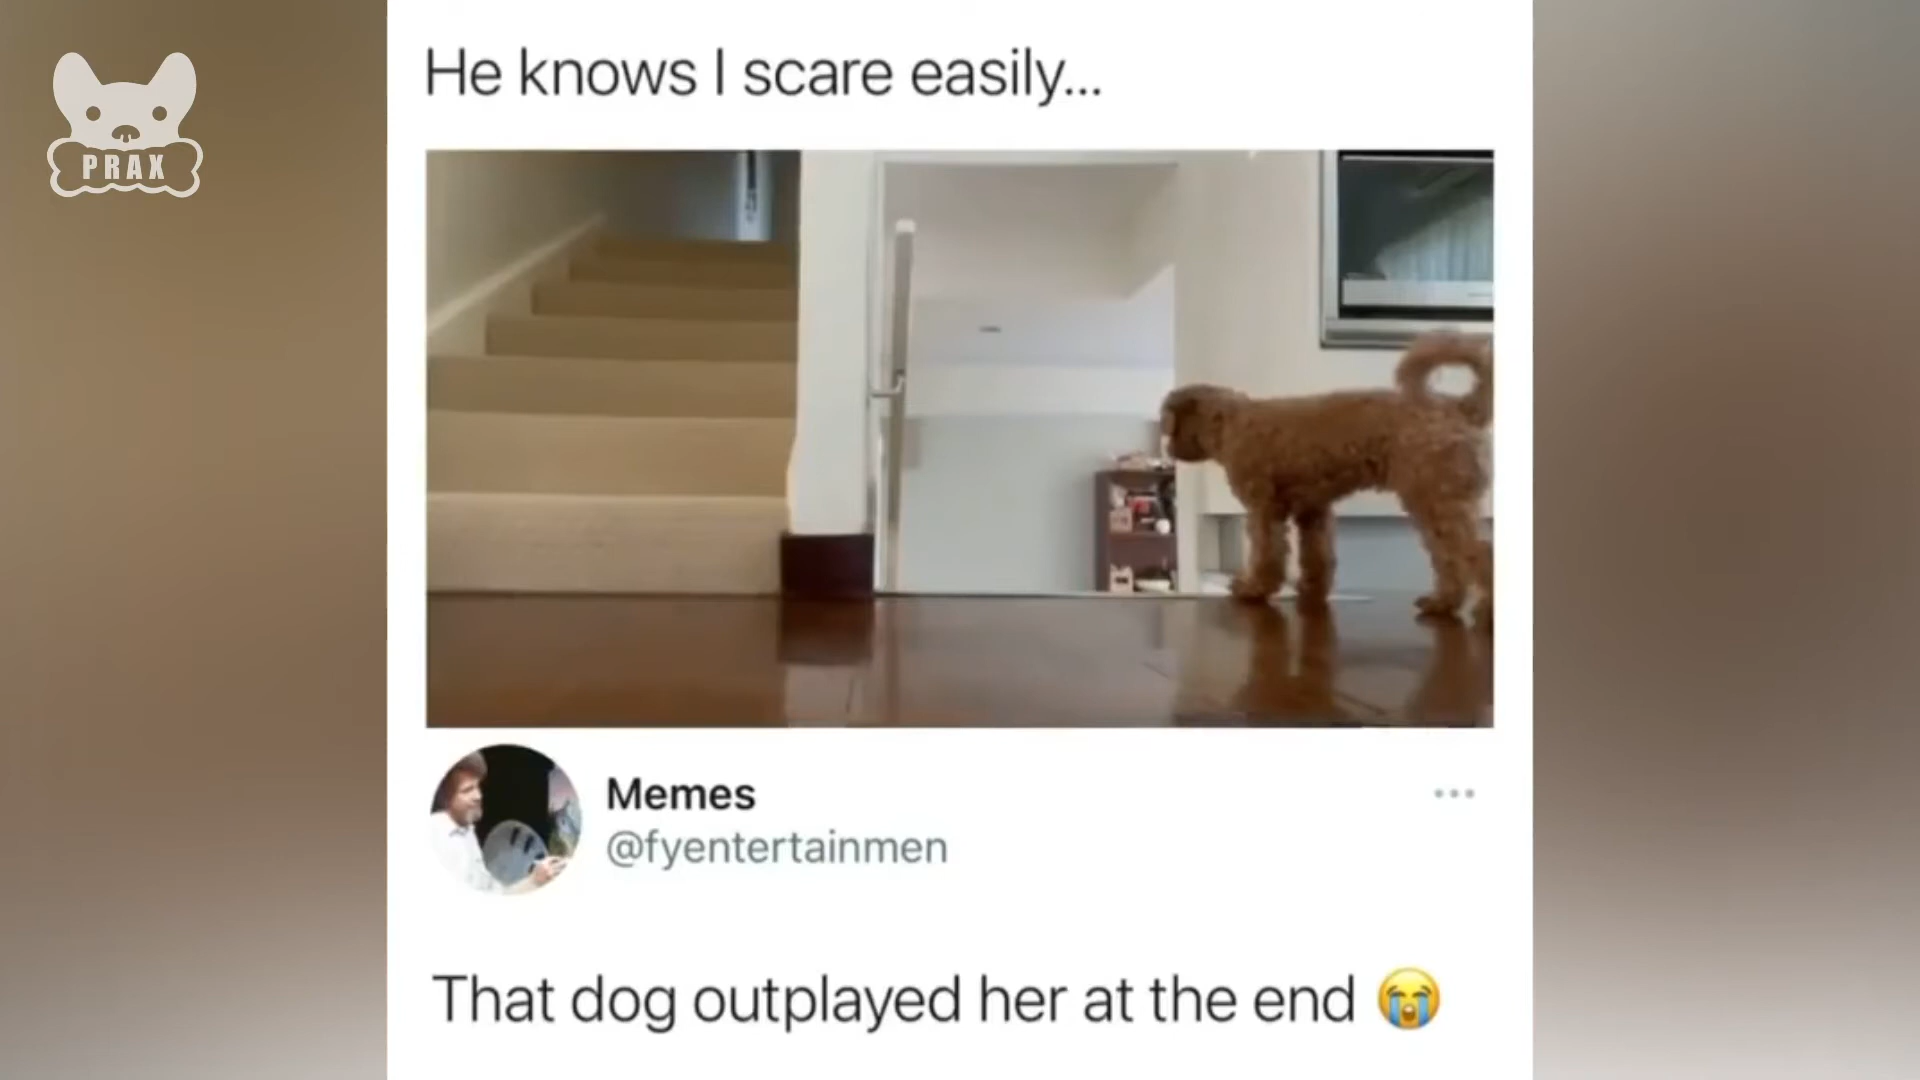 PRAX
He knows I scare easily...
Memes
@fyentertainmen
That dog outplayed her at the end 😭